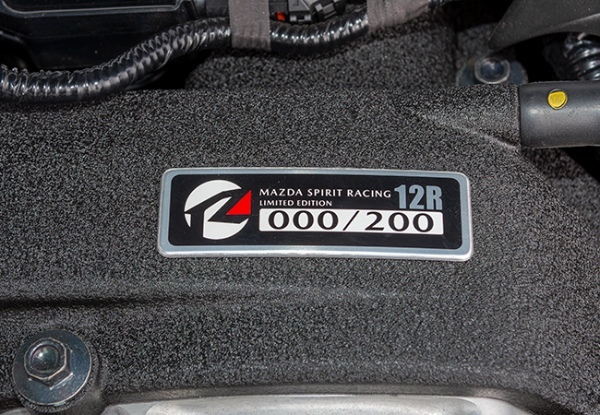 MAZDA SPIRIT RACING 12R
LIMITED EDITION
000/200